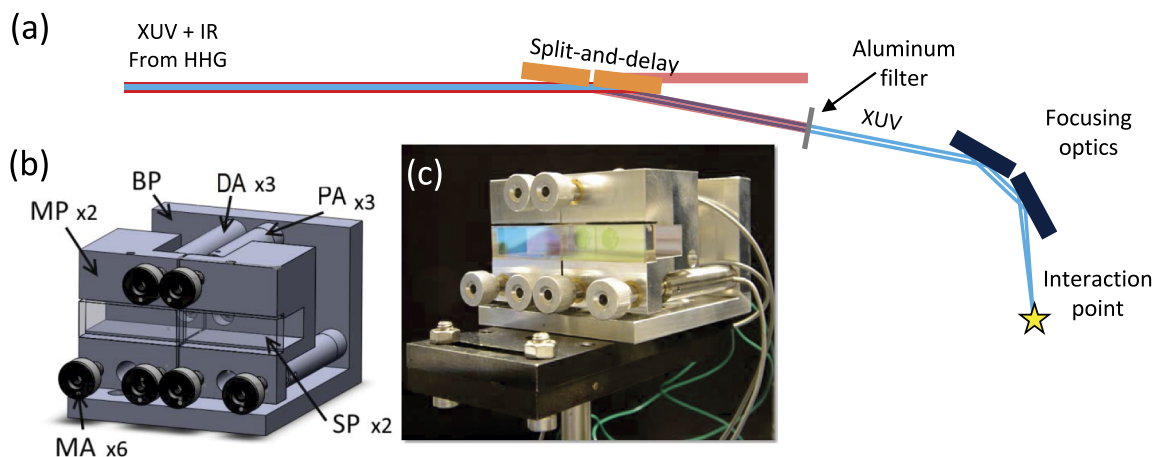 (a)
XUV + IR
From HHG
Split-and-delay
Aluminum
filter
XUV
Focusing
optics
Interaction
point
(b)
BP
DA x3
PA x3
MP x2
MA x6
SP x2
(c)